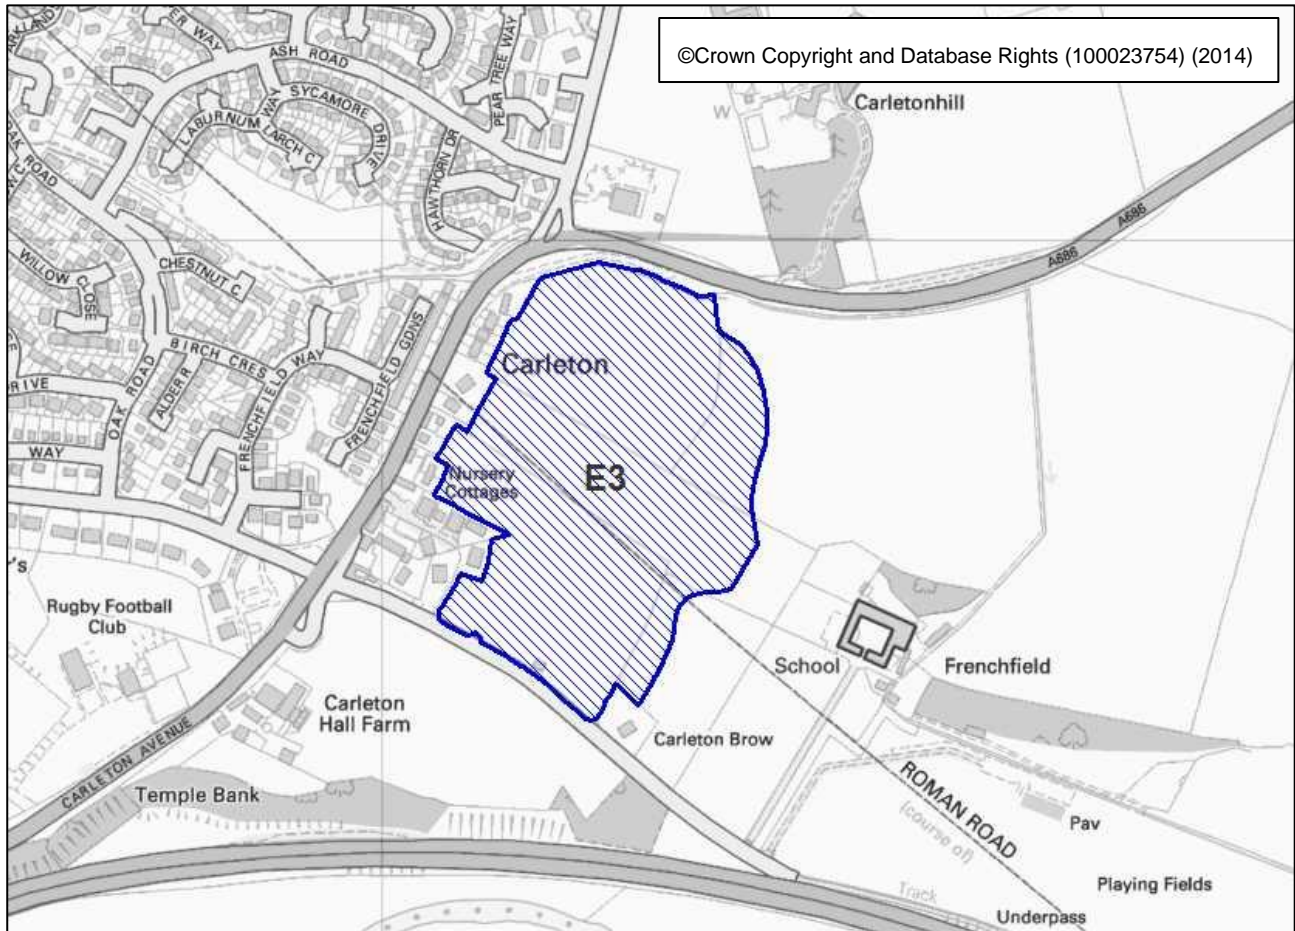 ©Crown Copyright and Database Rights (100023754) (2014)
ASH ROAD
PEAR TREE WAY
SYCAMORE DRIVE
LABURNUM WAY
LARCH C
HAWTHORN DR
Carletonhill
W
A686
A686
OAK ROAD
WILLOW CLOSE
CHESTNUT C
BIRCH CRES
ALDER R
OAK ROAD
DRIVE
WAY
FRENCHFIELD WAY
FRENCHFIELD GDNS
Carleton
E3
Nursery
Cottages
Rugby Football
Club
Carleton
Hall Farm
CARLETON AVENUE
Temple Bank
School
Frenchfield
Carleton Brow
ROMAN ROAD
(course of)
Pav
Playing Fields
Track
Underpass